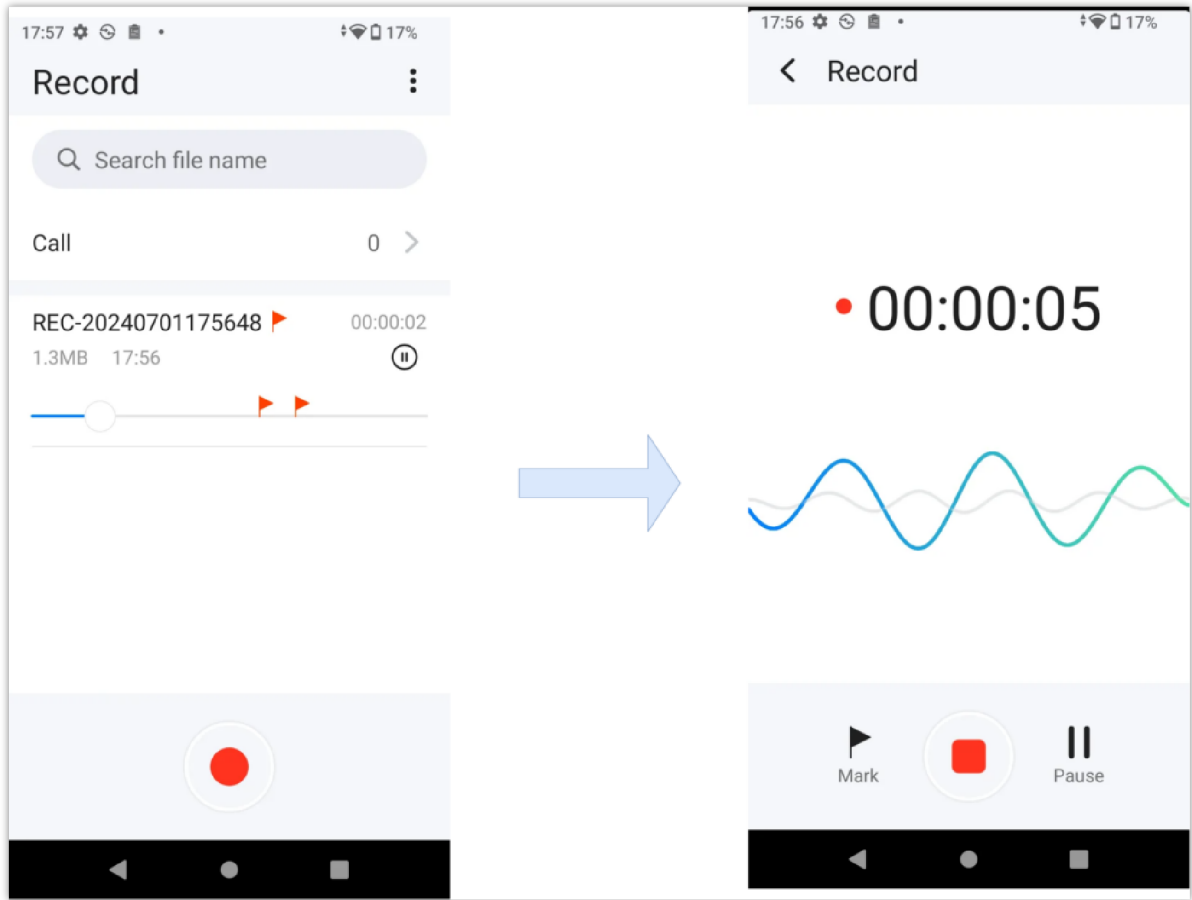 17:57
17%
Record
Search file name
Call
0
REC-20240701175648
00:00:02
1.3MB 17:56
17:56
17%
Record
00:00:05
Mark
Pause